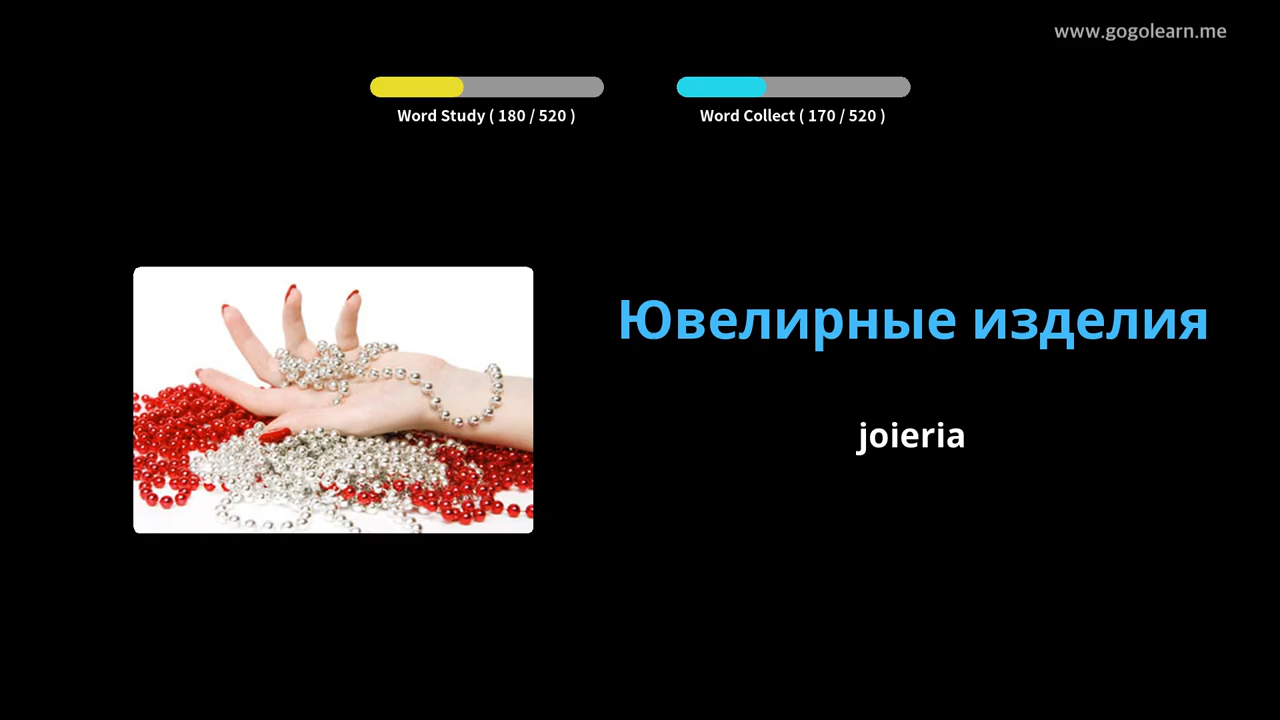 www.gogolearn.me
Word Study ( 180 / 520 )
Word Collect ( 170 / 520 )
Ювелирные изделия
joieria